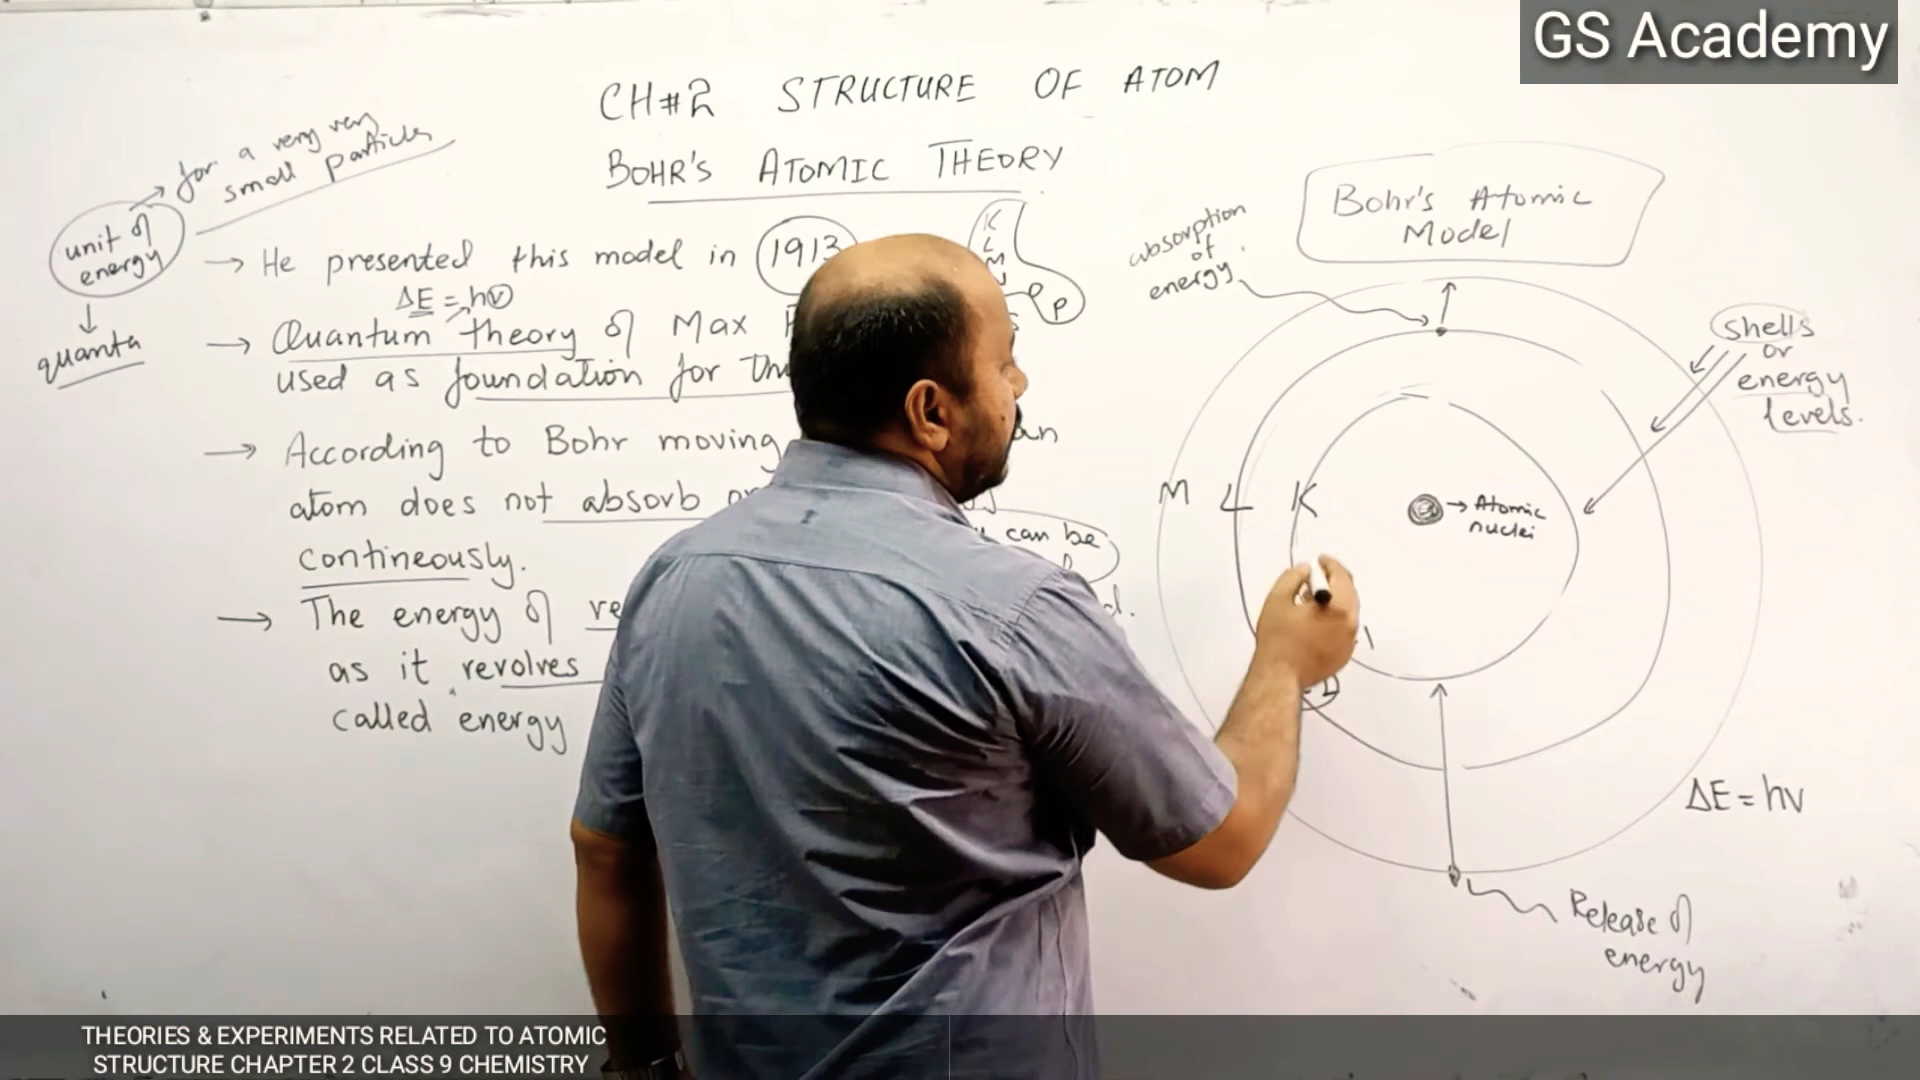 GS Academy
CH#2 STRUCTURE OF ATOM
BOHR'S ATOMIC THEORY
for a very very
small particles
unit of
energy
quanta
→ He presented this model in 1913
K
L
M
N
O
P
ΔE = hν
→ Quantum theory of Max
used as foundation for
→ According to Bohr moving
an
atom does not absorb or
contineously.
can be
→ The energy of
as it revolves
called energy
Bohr's Atomic
Model
absorption
of
energy
shells
or
energy
levels.
M L K
→ Atomic
nuclei
ΔE = hν
Release of
energy
THEORIES & EXPERIMENTS RELATED TO ATOMIC
STRUCTURE CHAPTER 2 CLASS 9 CHEMISTRY